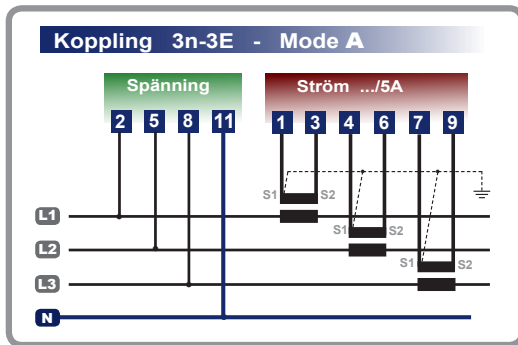 Koppling 3n-3E - Mode A
Spänning Ström .../5A
2 5 8 11 1 3 4 6 7 9
S1 S2
L1
S1 S2
L2
S1 S2
L3
N